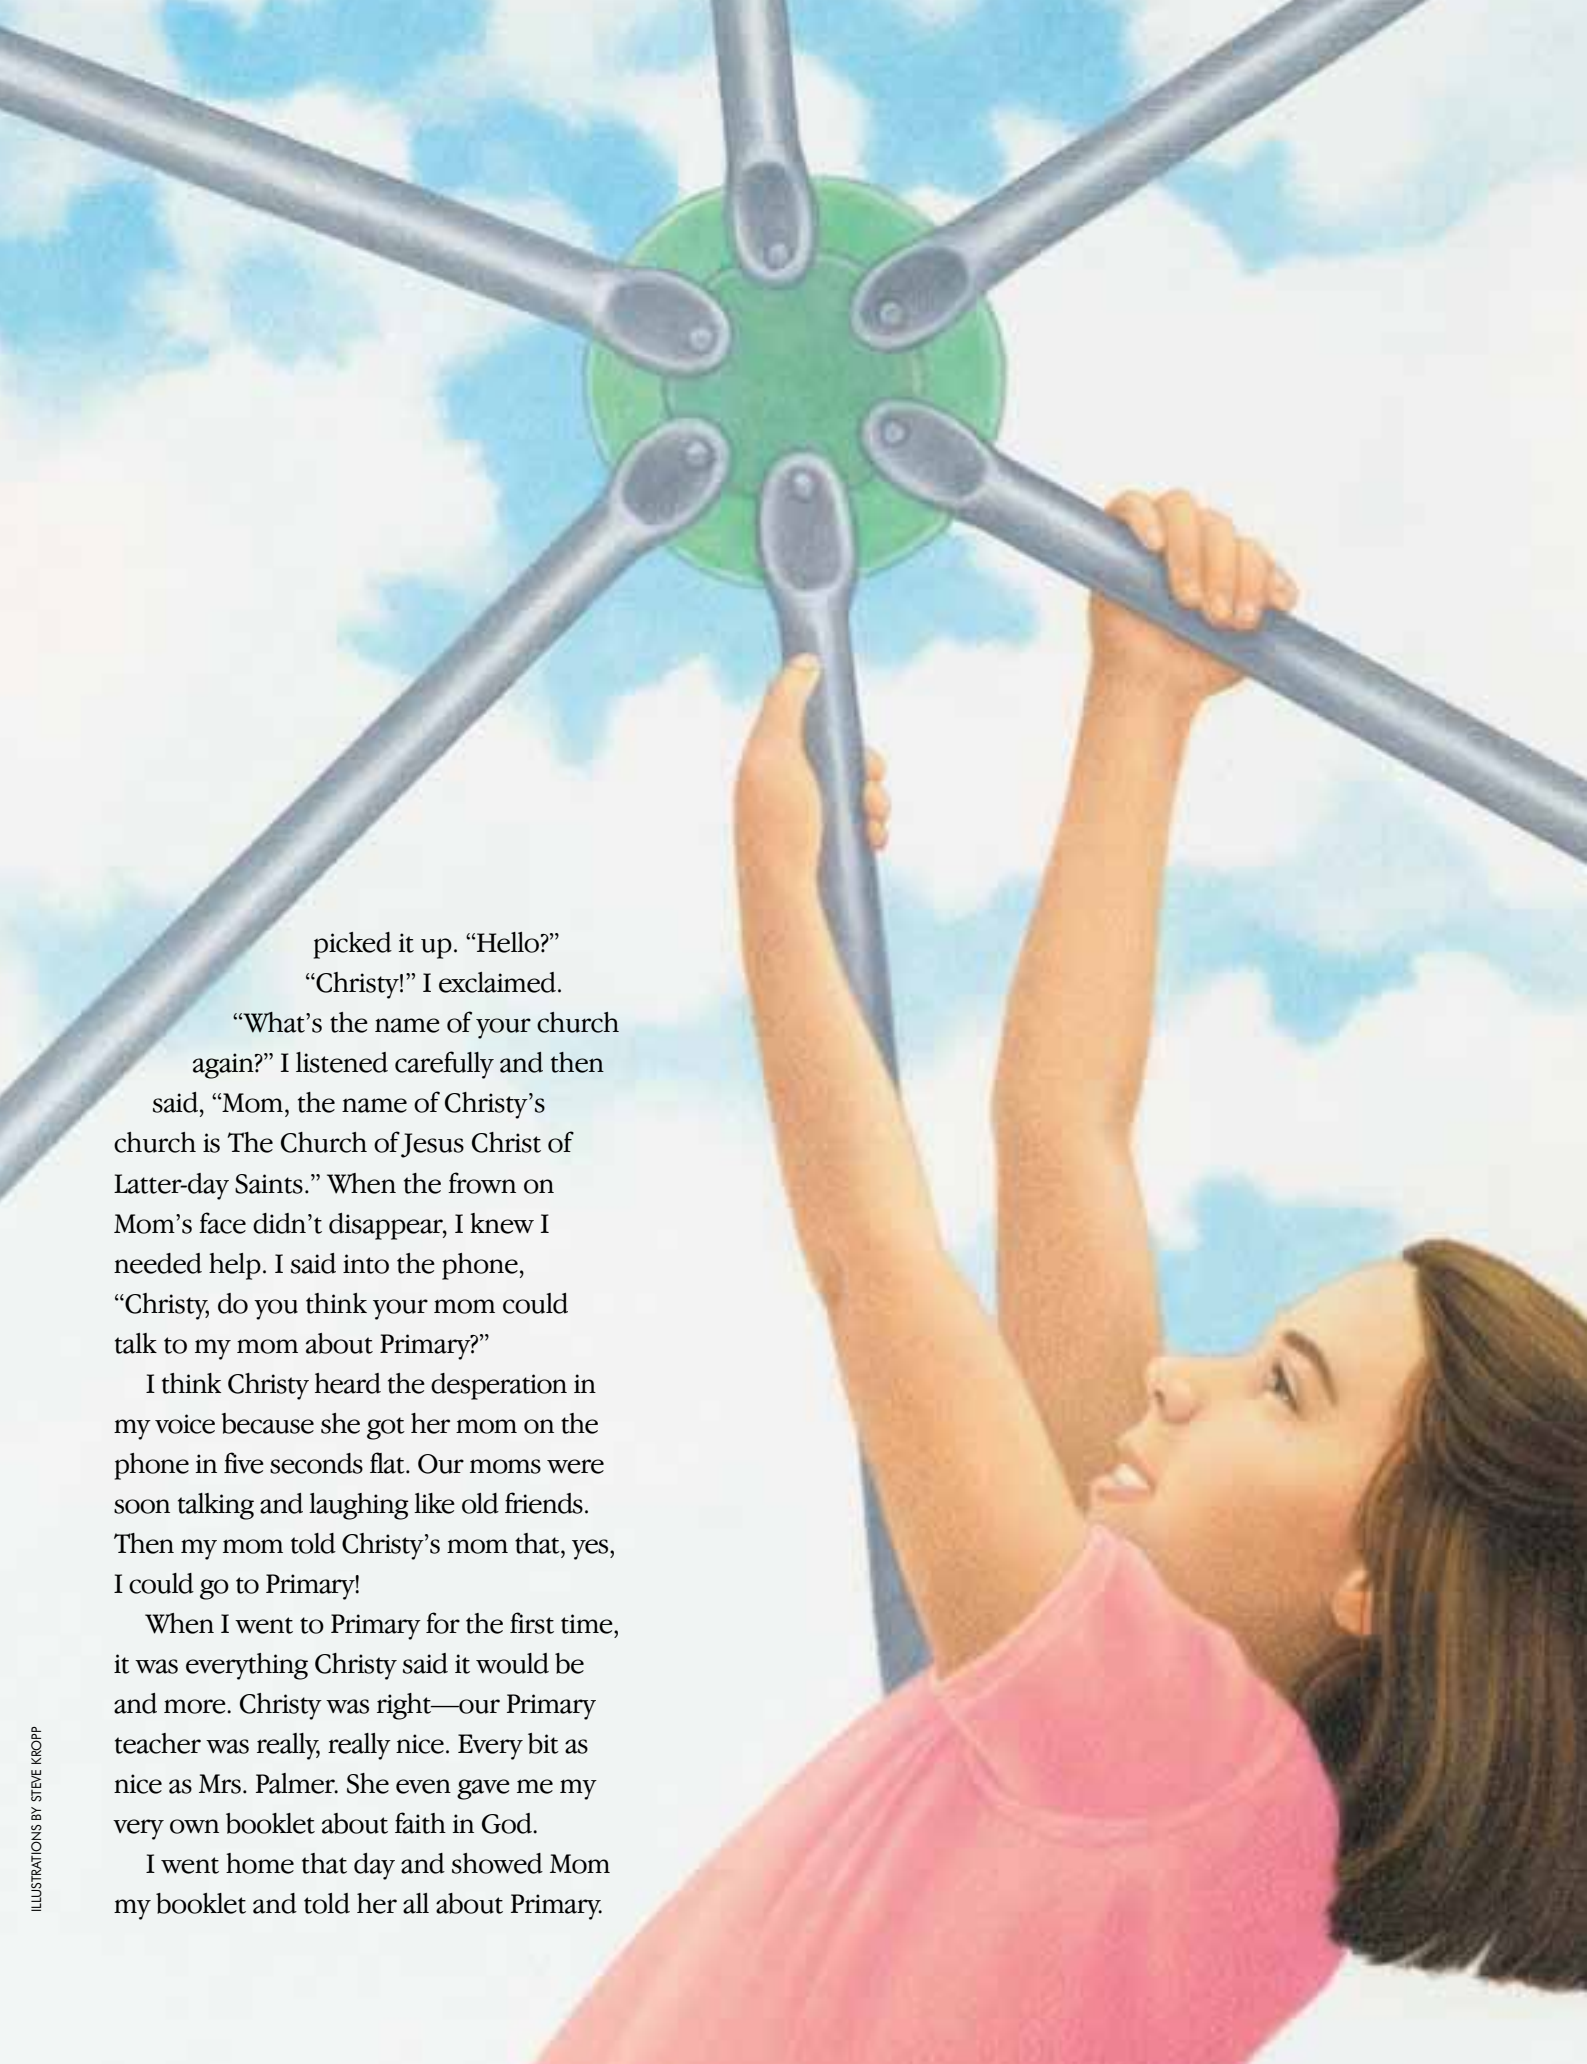 picked it up. “Hello?”
“Christy!” I exclaimed.
“What’s the name of your church
again?” I listened carefully and then
said, “Mom, the name of Christy’s
church is The Church of Jesus Christ of
Latter-day Saints.” When the frown on
Mom’s face didn’t disappear, I knew I
needed help. I said into the phone,
“Christy, do you think your mom could
talk to my mom about Primary?”
I think Christy heard the desperation in
my voice because she got her mom on the
phone in five seconds flat. Our moms were
soon talking and laughing like old friends.
Then my mom told Christy’s mom that, yes,
I could go to Primary!
When I went to Primary for the first time,
it was everything Christy said it would be
and more. Christy was right—our Primary
teacher was really, really nice. Every bit as
nice as Mrs. Palmer. She even gave me my
very own booklet about faith in God.
I went home that day and showed Mom
my booklet and told her all about Primary.
ILLUSTRATIONS BY STEVE KROPP